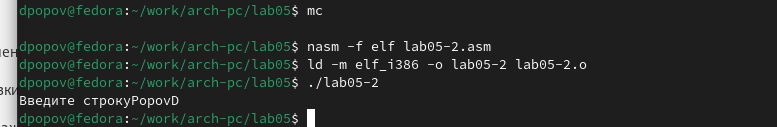 dpopov@fedora:~/work/arch-pc/lab05$ mc
dpopov@fedora:~/work/arch-pc/lab05$ nasm -f elf lab05-2.asm
dpopov@fedora:~/work/arch-pc/lab05$ ld -m elf_i386 -o lab05-2 lab05-2.o
dpopov@fedora:~/work/arch-pc/lab05$ ./lab05-2
Введите строкуPopovD
dpopov@fedora:~/work/arch-pc/lab05$